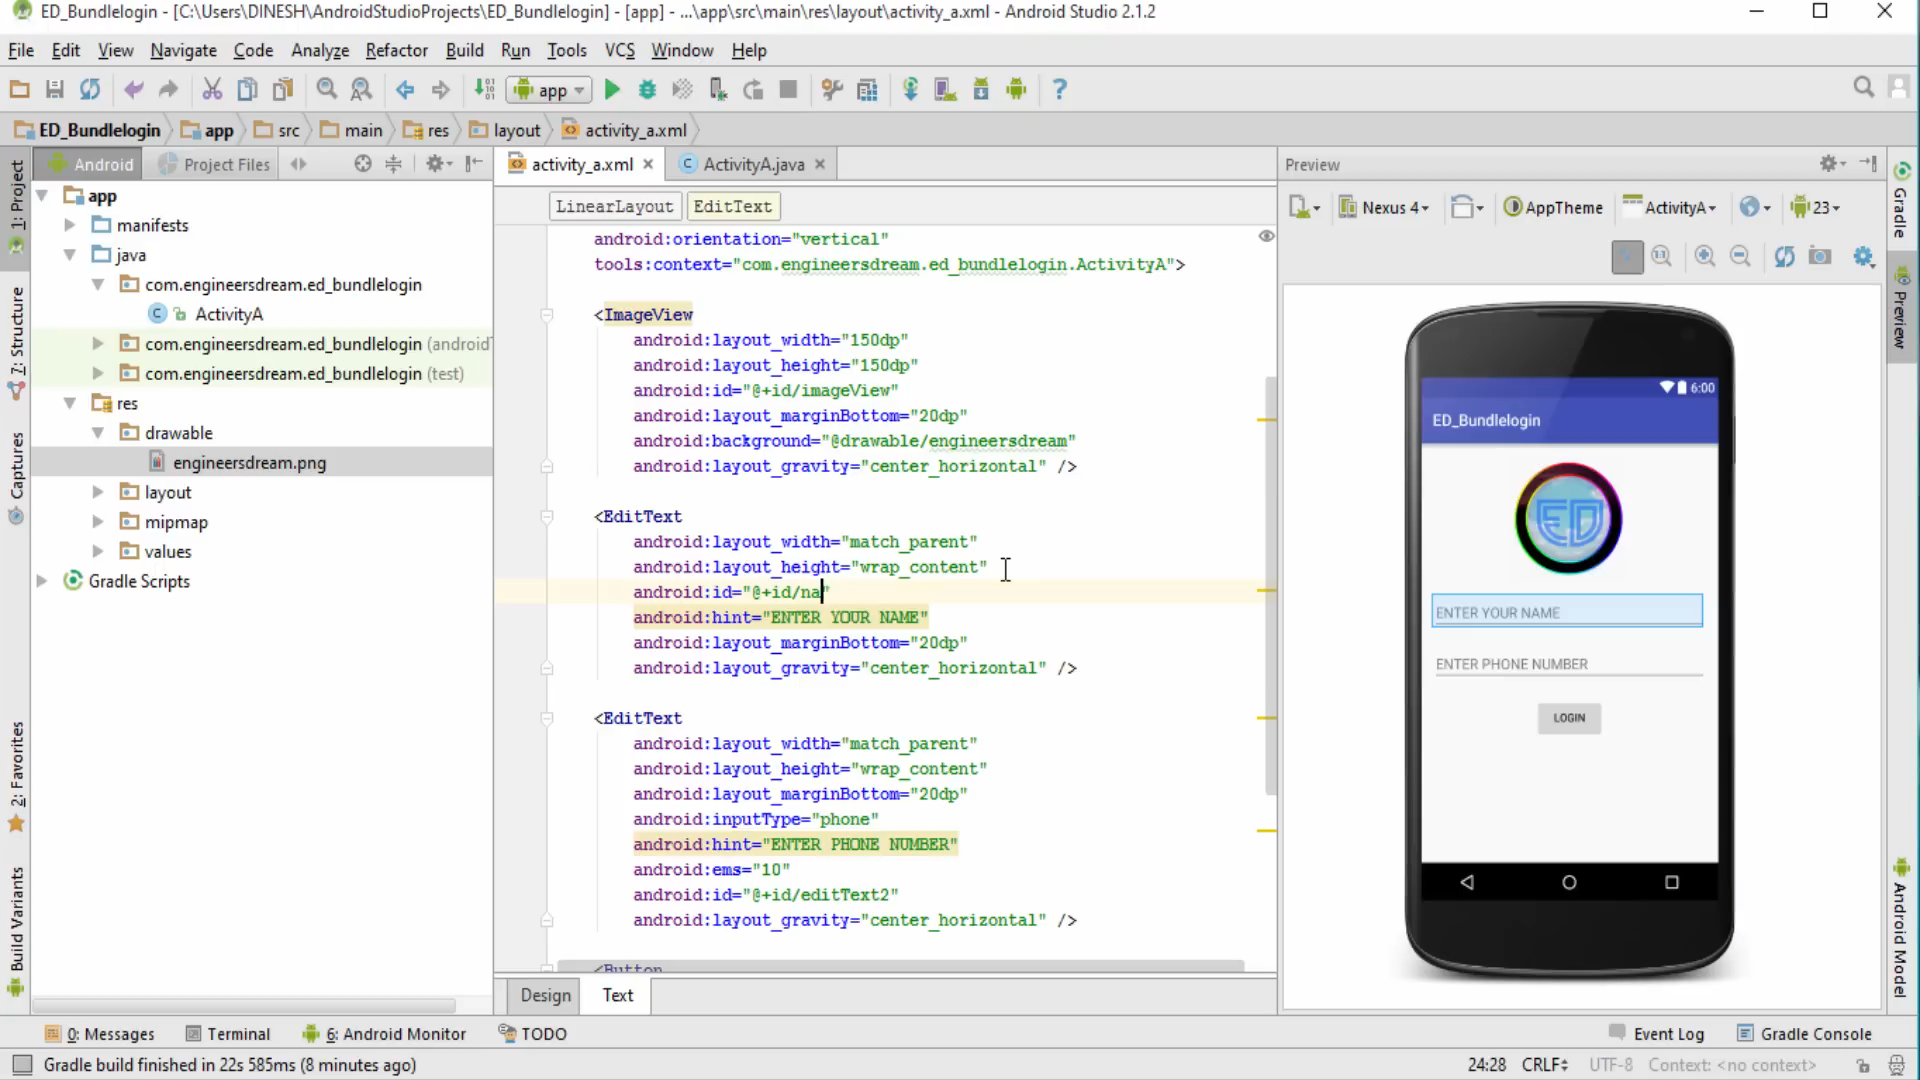 ED_Bundlelogin - [C:\Users\DINESH\AndroidStudioProjects\ED_Bundlelogin] - [app] - ...\app\src\main\res\layout\activity_a.xml - Android Studio 2.1.2
File Edit View Navigate Code Analyze Refactor Build Run Tools VCS Window Help
app
ED_Bundlelogin app src main res layout activity_a.xml
1: Project
7: Structure
Captures
2: Favorites
Build Variants
Android Project Files
app
manifests
java
com.engineersdream.ed_bundlelogin
ActivityA
com.engineersdream.ed_bundlelogin (android
com.engineersdream.ed_bundlelogin (test)
res
drawable
engineersdream.png
layout
mipmap
values
Gradle Scripts
activity_a.xml ActivityA.java
LinearLayout EditText
android:orientation="vertical"
tools:context="com.engineersdream.ed_bundlelogin.ActivityA">
<ImageView
android:layout_width="150dp"
android:layout_height="150dp"
android:id="@+id/imageView"
android:layout_marginBottom="20dp"
android:background="@drawable/engineersdream"
android:layout_gravity="center_horizontal" />
<EditText
android:layout_width="match_parent"
android:layout_height="wrap_content"
android:id="@+id/na"
android:hint="ENTER YOUR NAME"
android:layout_marginBottom="20dp"
android:layout_gravity="center_horizontal" />
<EditText
android:layout_width="match_parent"
android:layout_height="wrap_content"
android:layout_marginBottom="20dp"
android:inputType="phone"
android:hint="ENTER PHONE NUMBER"
android:ems="10"
android:id="@+id/editText2"
android:layout_gravity="center_horizontal" />
<Button
Design Text
Preview
Nexus 4 AppTheme ActivityA 23
6:00
ED_Bundlelogin
ED
ENTER YOUR NAME
ENTER PHONE NUMBER
LOGIN
Gradle
Preview
Android Model
0: Messages Terminal 6: Android Monitor TODO Event Log Gradle Console
Gradle build finished in 22s 585ms (8 minutes ago) 24:28 CRLF UTF-8 Context: <no context>